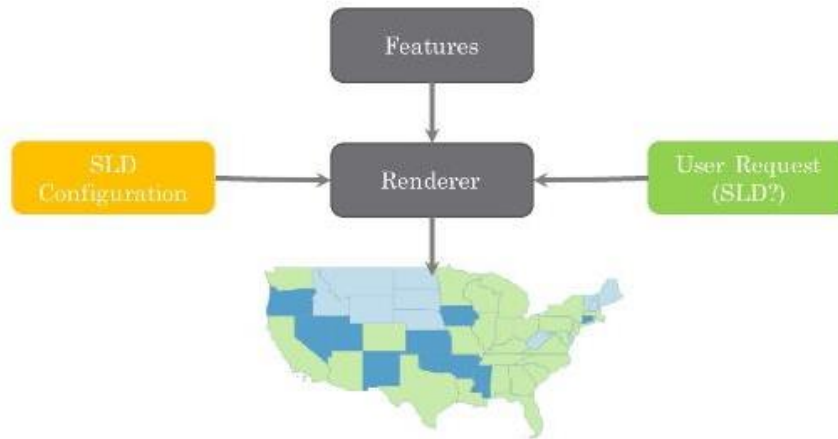 Features
SLD
Configuration
Renderer
User Request
(SLD?)